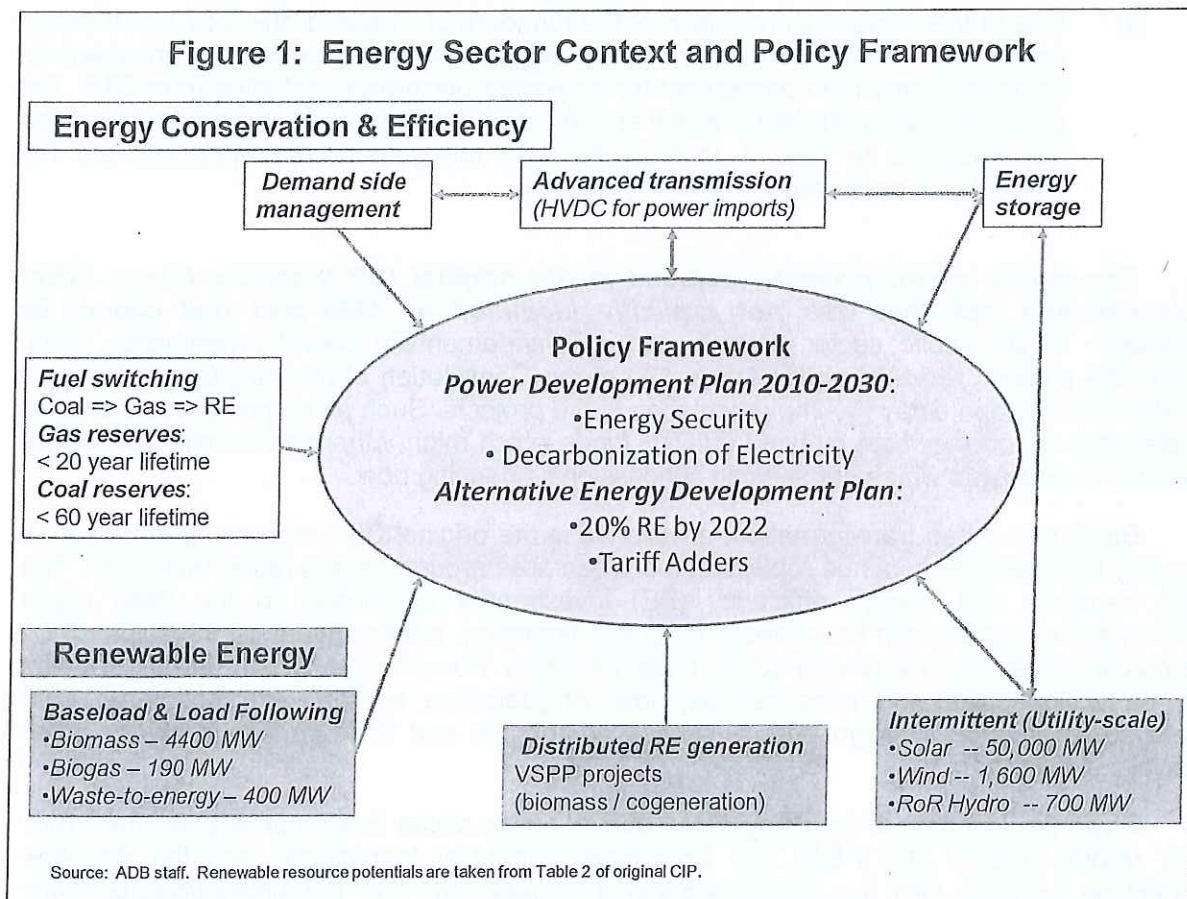 Figure 1: Energy Sector Context and Policy Framework
Energy Conservation & Efficiency
Demand side
management
Advanced transmission
(HVDC for power imports)
Energy
storage
Fuel switching
Coal => Gas => RE
Gas reserves:
< 20 year lifetime
Coal reserves:
< 60 year lifetime
Policy Framework
Power Development Plan 2010-2030:
•Energy Security
• Decarbonization of Electricity
Alternative Energy Development Plan:
•20% RE by 2022
•Tariff Adders
Renewable Energy
Baseload & Load Following
•Biomass – 4400 MW
•Biogas – 190 MW
•Waste-to-energy – 400 MW
Distributed RE generation
VSPP projects
(biomass / cogeneration)
Intermittent (Utility-scale)
•Solar -- 50,000 MW
•Wind -- 1,600 MW
•RoR Hydro -- 700 MW
Source: ADB staff. Renewable resource potentials are taken from Table 2 of original CIP.